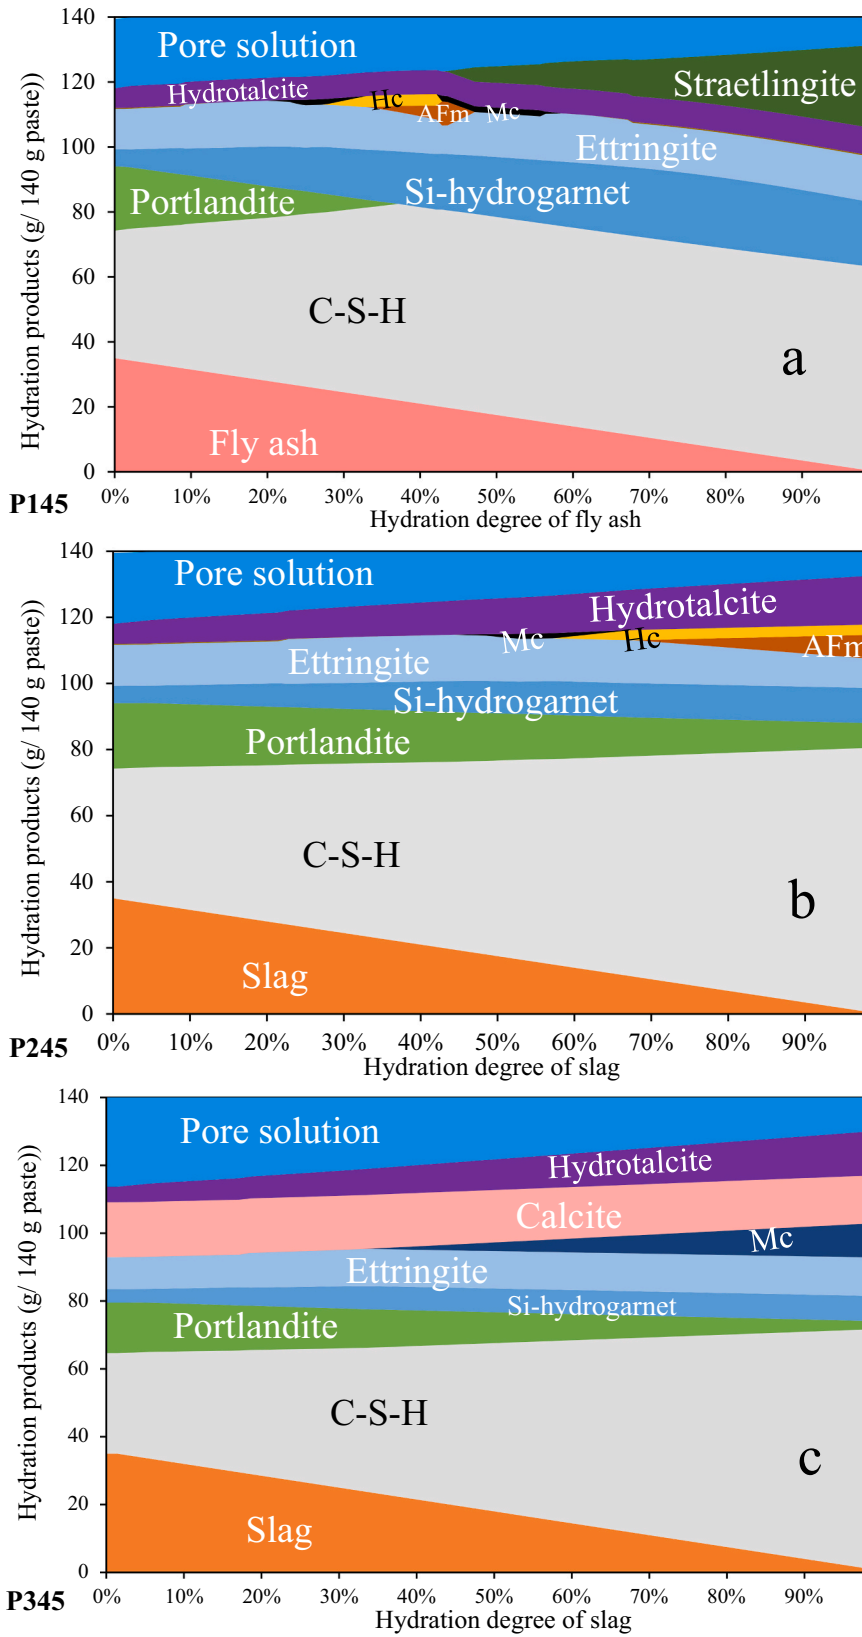 Hydration products (g/ 140 g paste))
140
120
100
80
60
40
20
0
Pore solution
Straetlingite
Hydrotalcite
Hc
AFm
Mc
Ettringite
Si-hydrogarnet
Portlandite
C-S-H
a
Fly ash
0% 10% 20% 30% 40% 50% 60% 70% 80% 90%
P145
Hydration degree of fly ash
Hydration products (g/ 140 g paste))
140
120
100
80
60
40
20
0
Pore solution
Hydrotalcite
Mc
Hc
AFm
Ettringite
Si-hydrogarnet
Portlandite
C-S-H
b
Slag
0% 10% 20% 30% 40% 50% 60% 70% 80% 90%
P245
Hydration degree of slag
Hydration products (g/ 140 g paste))
140
120
100
80
60
40
20
0
Pore solution
Hydrotalcite
Calcite
Mc
Ettringite
Si-hydrogarnet
Portlandite
C-S-H
c
Slag
0% 10% 20% 30% 40% 50% 60% 70% 80% 90%
P345
Hydration degree of slag